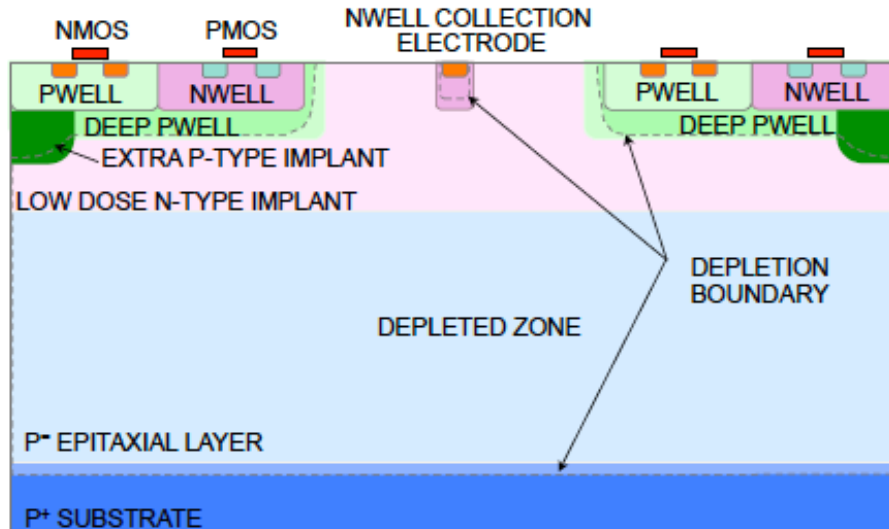 NMOS
PMOS
NWELL COLLECTION
ELECTRODE
PWELL
NWELL
PWELL
NWELL
DEEP PWELL
DEEP PWELL
EXTRA P-TYPE IMPLANT
LOW DOSE N-TYPE IMPLANT
DEPLETION
BOUNDARY
DEPLETED ZONE
P⁻ EPITAXIAL LAYER
P⁺ SUBSTRATE